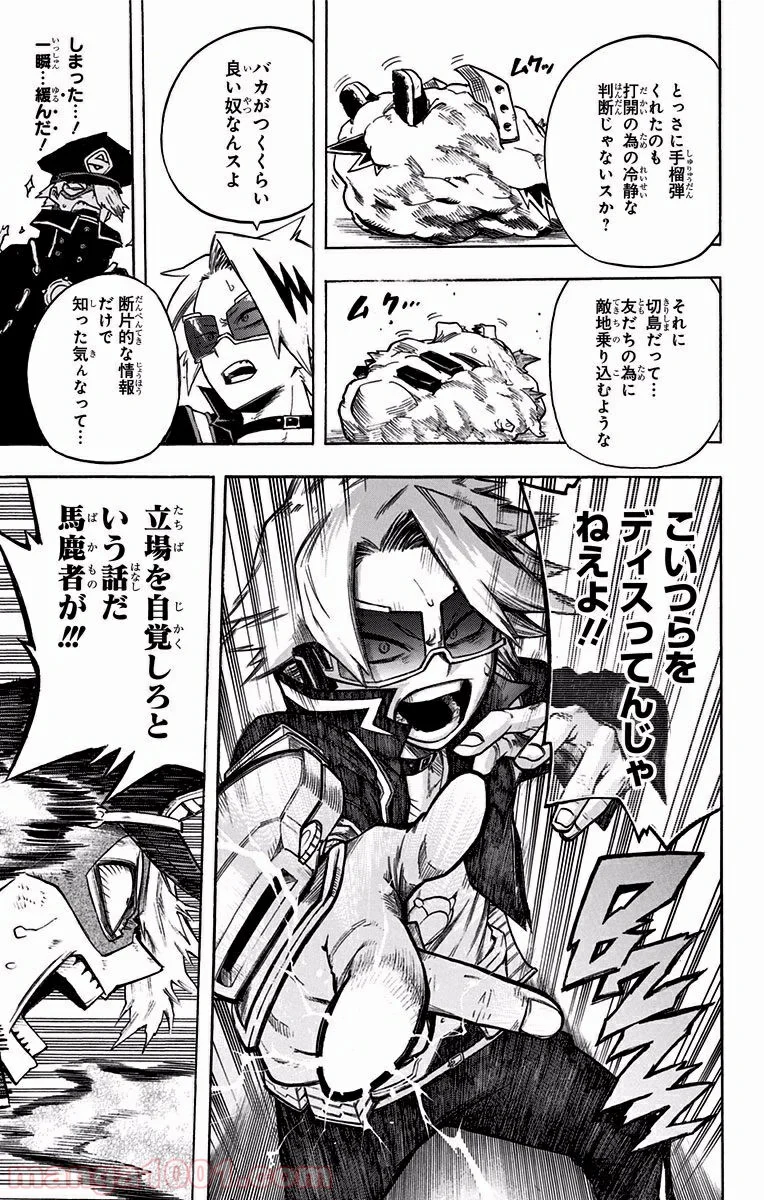 とっさに手榴弾
くれたのも
打開の為の冷静な
判断じゃないスか?
ムクッ
バカがつくくらい
良い奴なんスよ
しまった…!
一瞬…緩んだ!
それに
切島だって…
友だちの為に
敵地乗り込むような
ムクッ
断片的な情報
だけで
知った気んなって…
こいつらを
ディスってんじゃ
ねえよ!!
立場を自覚しろと
いう話だ
馬鹿者が!!!
manga1001.com